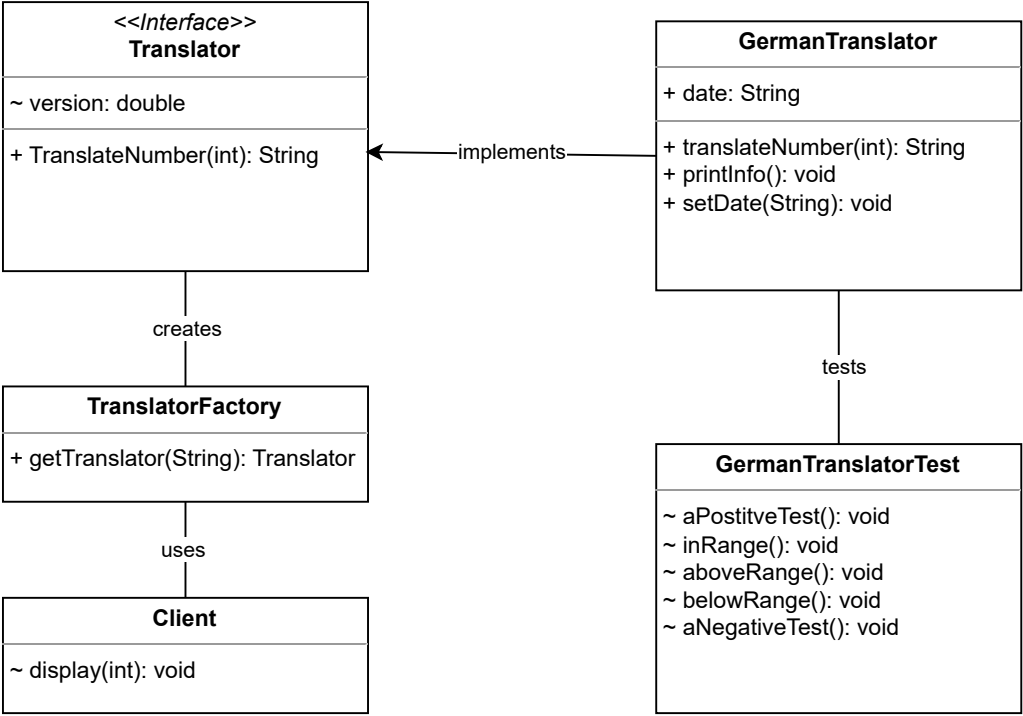 <<Interface>>
Translator
~ version: double
+ TranslateNumber(int): String
implements
GermanTranslator
+ date: String
+ translateNumber(int): String
+ printInfo(): void
+ setDate(String): void
creates
tests
TranslatorFactory
+ getTranslator(String): Translator
uses
Client
~ display(int): void
GermanTranslatorTest
~ aPostitveTest(): void
~ inRange(): void
~ aboveRange(): void
~ belowRange(): void
~ aNegativeTest(): void